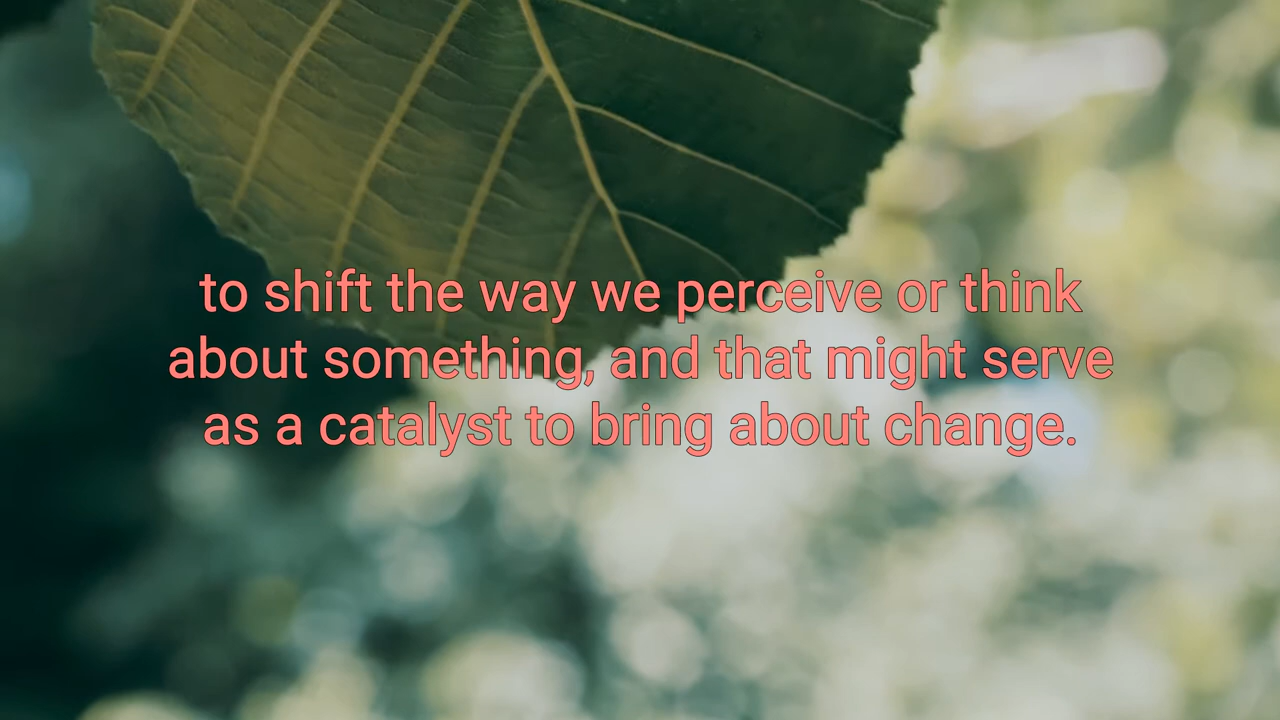 to shift the way we perceive or think
about something, and that might serve
as a catalyst to bring about change.